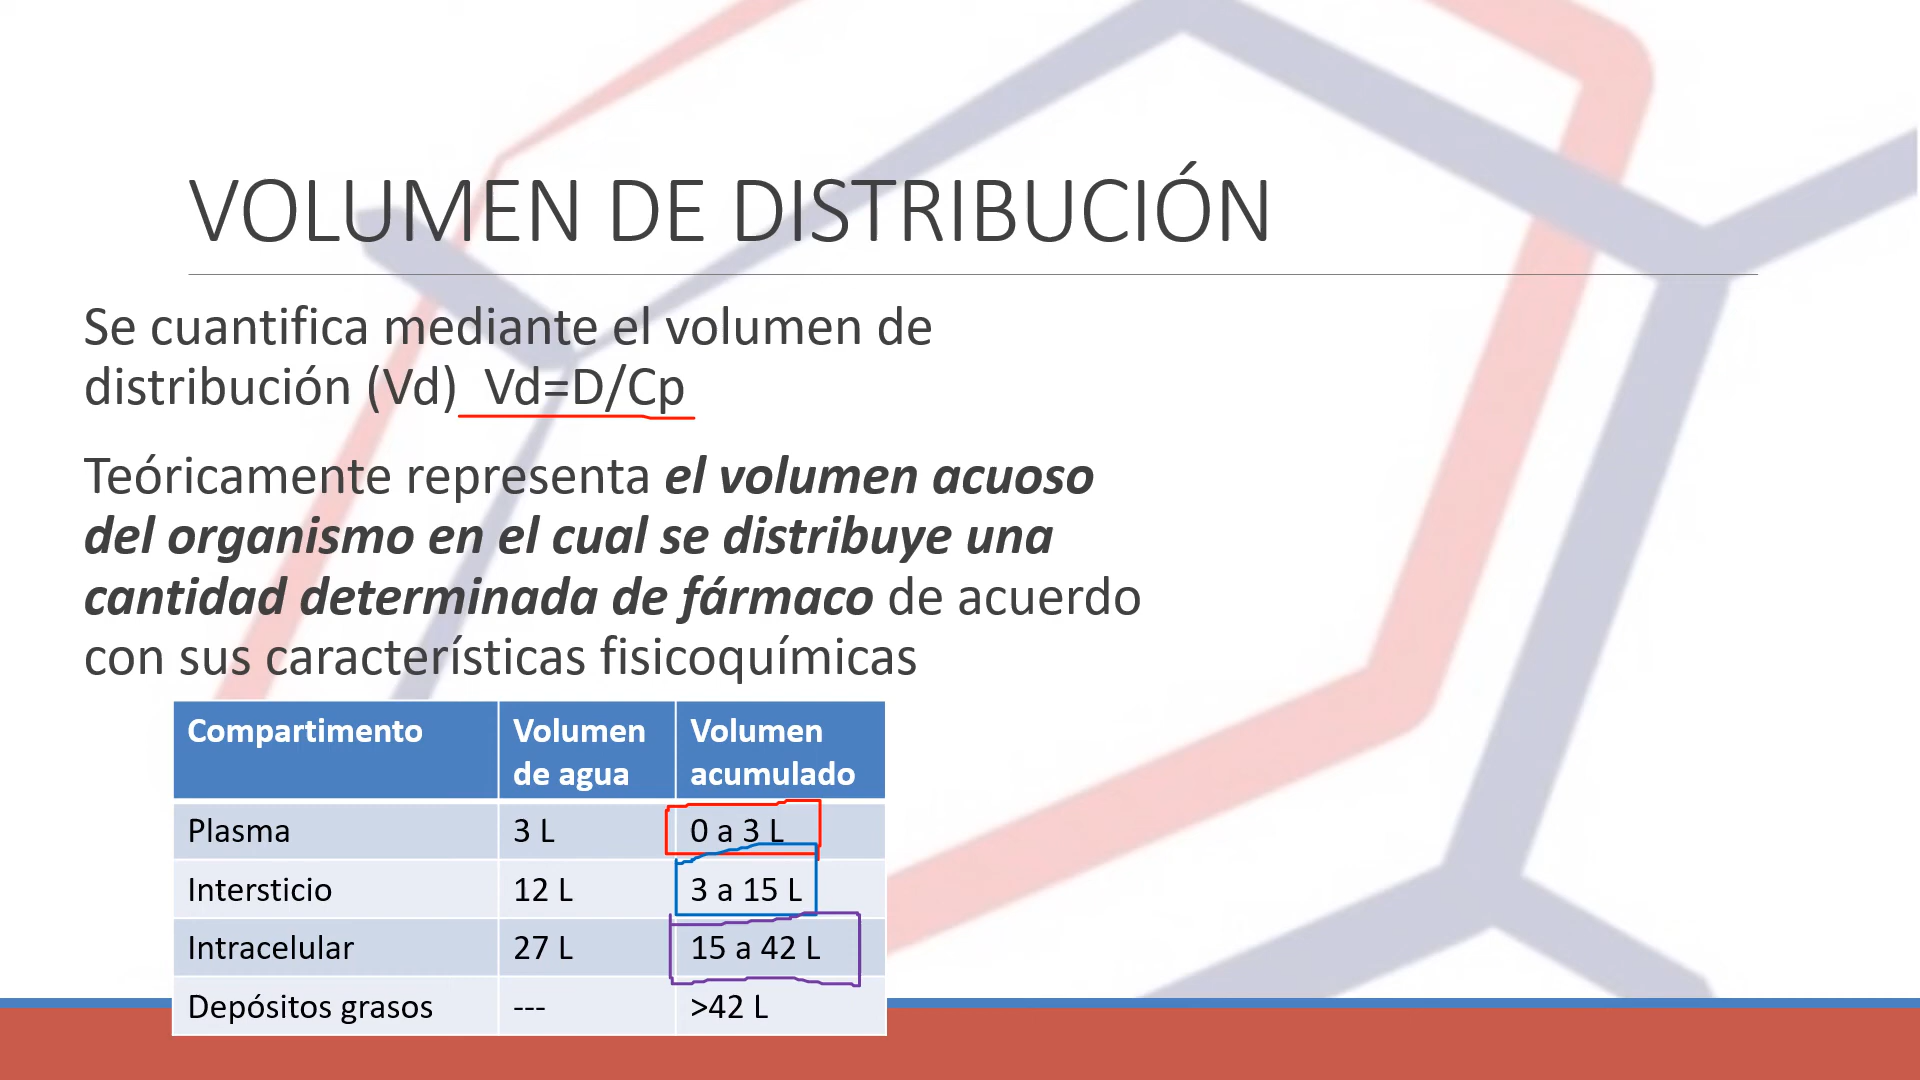 VOLUMEN DE DISTRIBUCIÓN
Se cuantifica mediante el volumen de
distribución (Vd)  Vd=D/Cp
Teóricamente representa el volumen acuoso
del organismo en el cual se distribuye una
cantidad determinada de fármaco de acuerdo
con sus características fisicoquímicas
Compartimento Volumen de agua Volumen acumulado
Plasma 3 L 0 a 3 L
Intersticio 12 L 3 a 15 L
Intracelular 27 L 15 a 42 L
Depósitos grasos --- >42 L